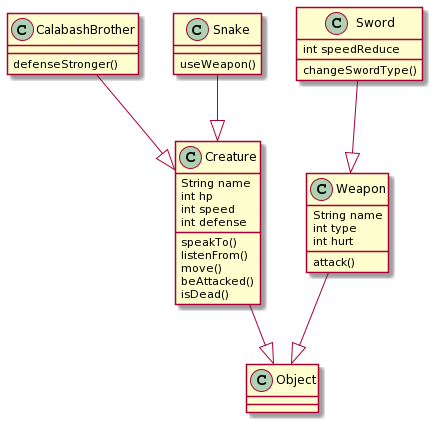 C CalabashBrother
defenseStronger()
C Snake
useWeapon()
C Sword
int speedReduce
changeSwordType()
C Creature
String name
int hp
int speed
int defense
speakTo()
listenFrom()
move()
beAttacked()
isDead()
C Weapon
String name
int type
int hurt
attack()
C Object